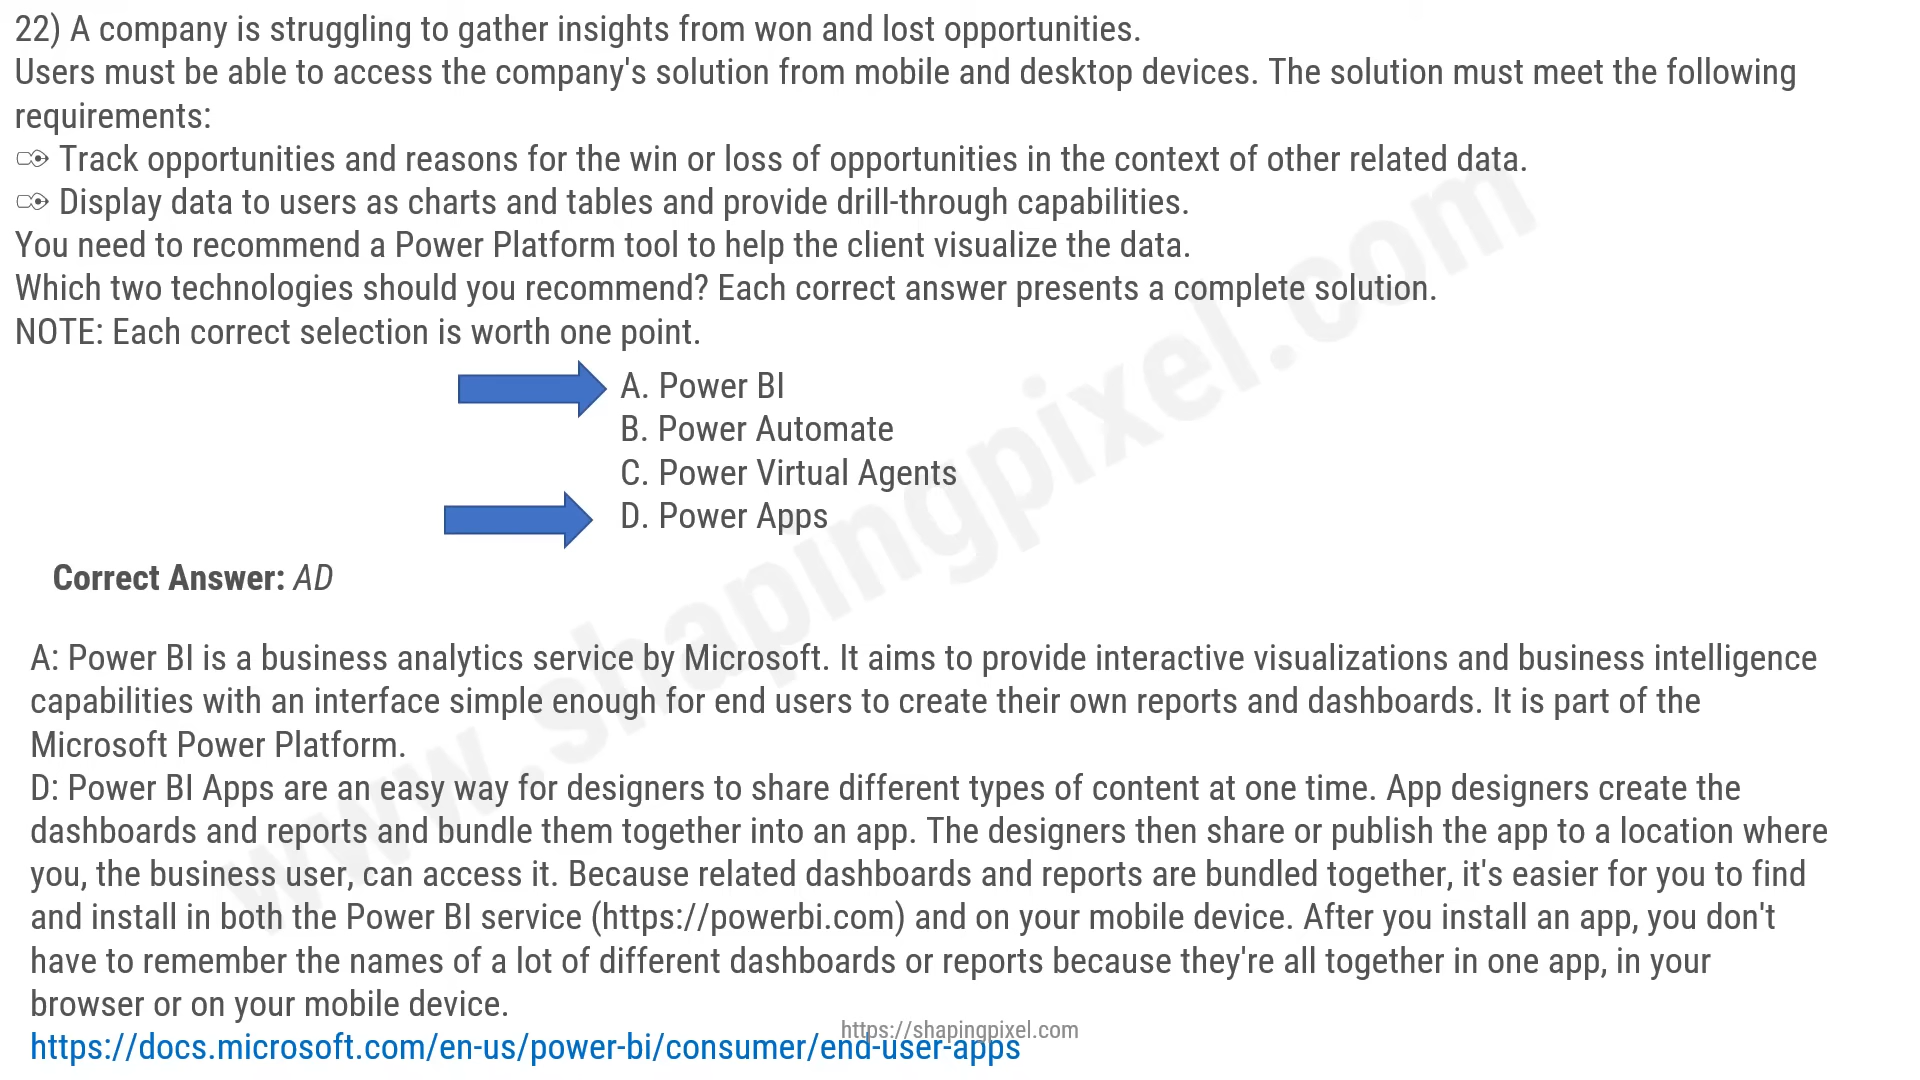 22) A company is struggling to gather insights from won and lost opportunities.
Users must be able to access the company's solution from mobile and desktop devices. The solution must meet the following
requirements:
Track opportunities and reasons for the win or loss of opportunities in the context of other related data.
Display data to users as charts and tables and provide drill-through capabilities.
You need to recommend a Power Platform tool to help the client visualize the data.
Which two technologies should you recommend? Each correct answer presents a complete solution.
NOTE: Each correct selection is worth one point.
A. Power BI
B. Power Automate
C. Power Virtual Agents
D. Power Apps
Correct Answer: AD
A: Power BI is a business analytics service by Microsoft. It aims to provide interactive visualizations and business intelligence
capabilities with an interface simple enough for end users to create their own reports and dashboards. It is part of the
Microsoft Power Platform.
D: Power BI Apps are an easy way for designers to share different types of content at one time. App designers create the
dashboards and reports and bundle them together into an app. The designers then share or publish the app to a location where
you, the business user, can access it. Because related dashboards and reports are bundled together, it's easier for you to find
and install in both the Power BI service (https://powerbi.com) and on your mobile device. After you install an app, you don't
have to remember the names of a lot of different dashboards or reports because they're all together in one app, in your
browser or on your mobile device.
https://docs.microsoft.com/en-us/power-bi/consumer/end-user-apps
https://shapingpixel.com
www.shapingpixel.com